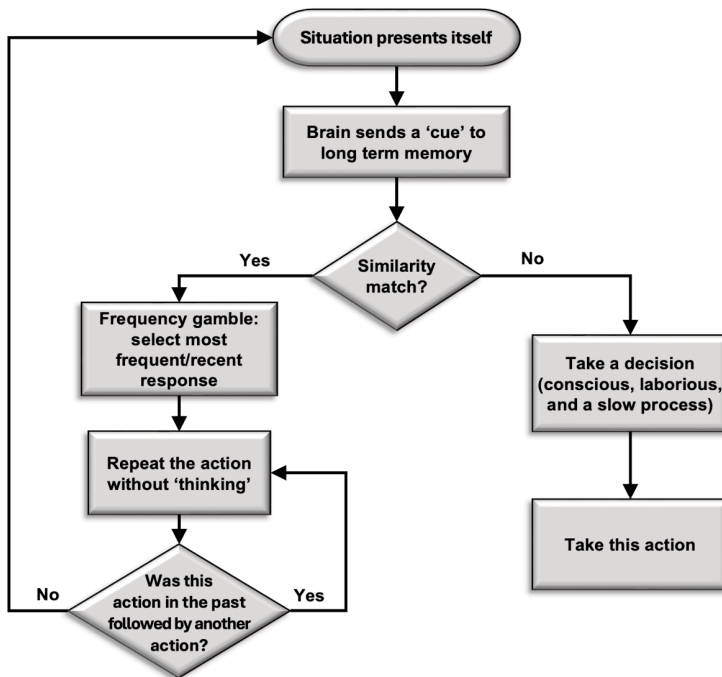 Situation presents itself
Brain sends a ‘cue’ to
long term memory
Similarity
match?
Yes
No
Frequency gamble:
select most
frequent/recent
response
Repeat the action
without ‘thinking’
Was this
action in the past
followed by another
action?
No
Yes
Take a decision
(conscious, laborious,
and a slow process)
Take this action